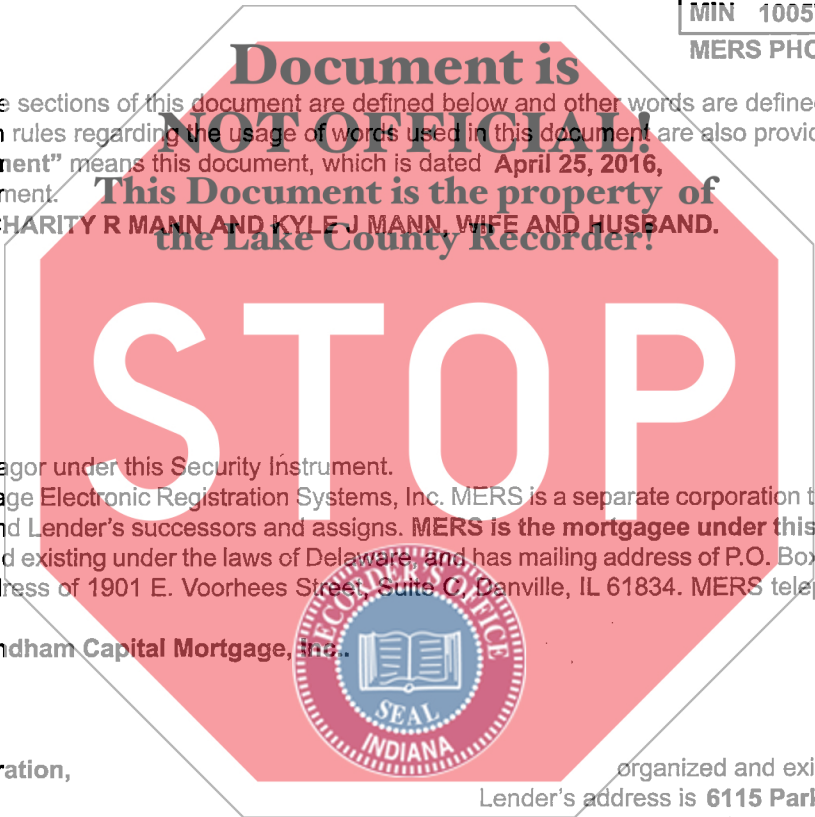 MIN 1005
MERS PHO
Document is
e sections of this document are defined below and other words are define
NOT OFFICIAL!
n rules regarding the usage of words used in this document are also provid
nent” means this document, which is dated April 25, 2016,
This Document is the property of
ment.
the Lake County Recorder!
CHARITY R MANN AND KYLE J MANN, WIFE AND HUSBAND.
STOP
agor under this Security Instrument.
age Electronic Registration Systems, Inc. MERS is a separate corporation t
nd Lender's successors and assigns. MERS is the mortgagee under this
d existing under the laws of Delaware, and has mailing address of P.O. Box
ress of 1901 E. Voorhees Street, Suite C, Danville, IL 61834. MERS telep
ndham Capital Mortgage, Inc..
RECORDER'S OFFICE
SEAL
INDIANA
ration,
organized and exi
Lender's address is 6115 Park